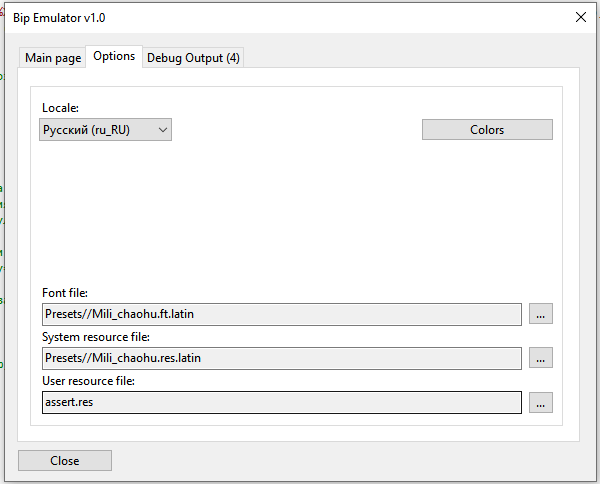 Bip Emulator v1.0
Main page
Options
Debug Output (4)
Locale:
Русский (ru_RU)
Colors
Font file:
Presets//Mili_chaohu.ft.latin
...
System resource file:
Presets//Mili_chaohu.res.latin
...
User resource file:
assert.res
...
Close